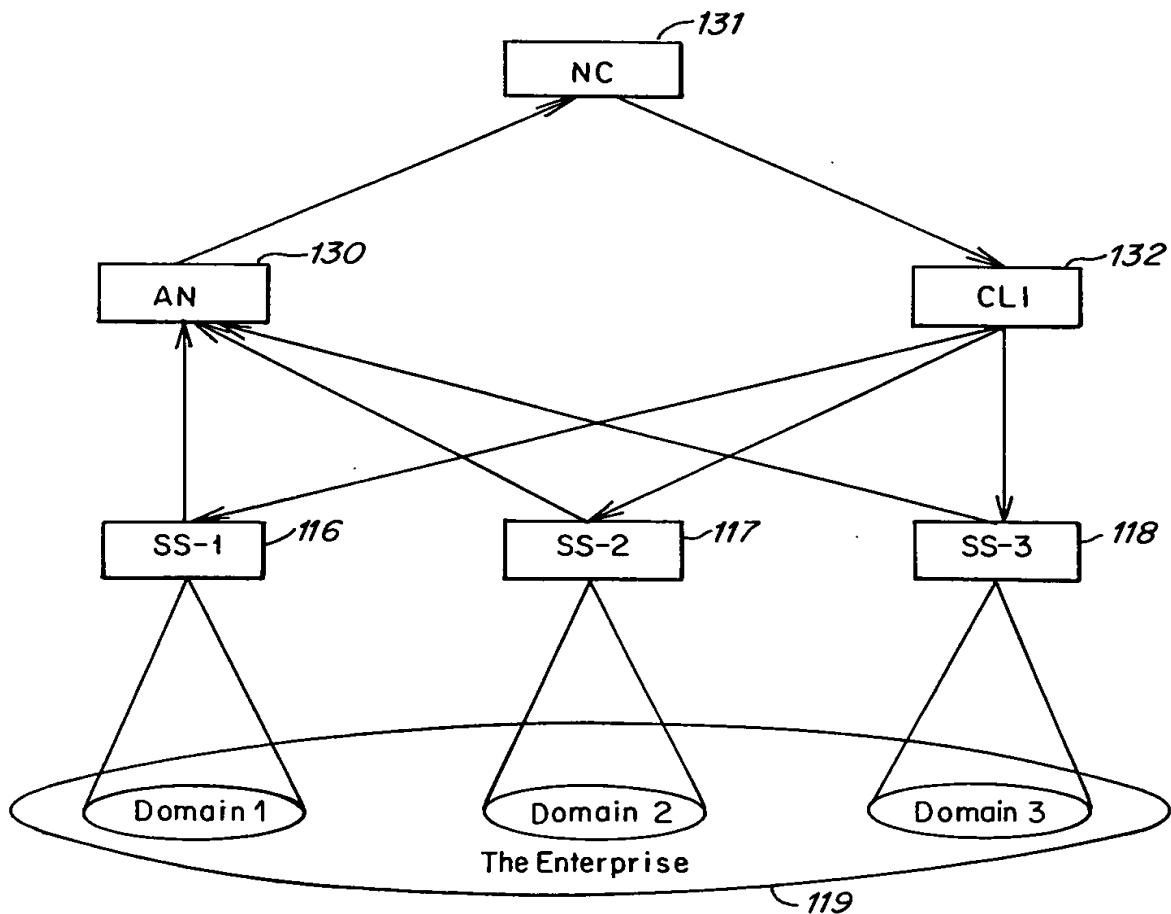 131
NC
130
AN
132
CLI
SS-1
116
SS-2
117
SS-3
118
Domain 1
Domain 2
Domain 3
The Enterprise
119